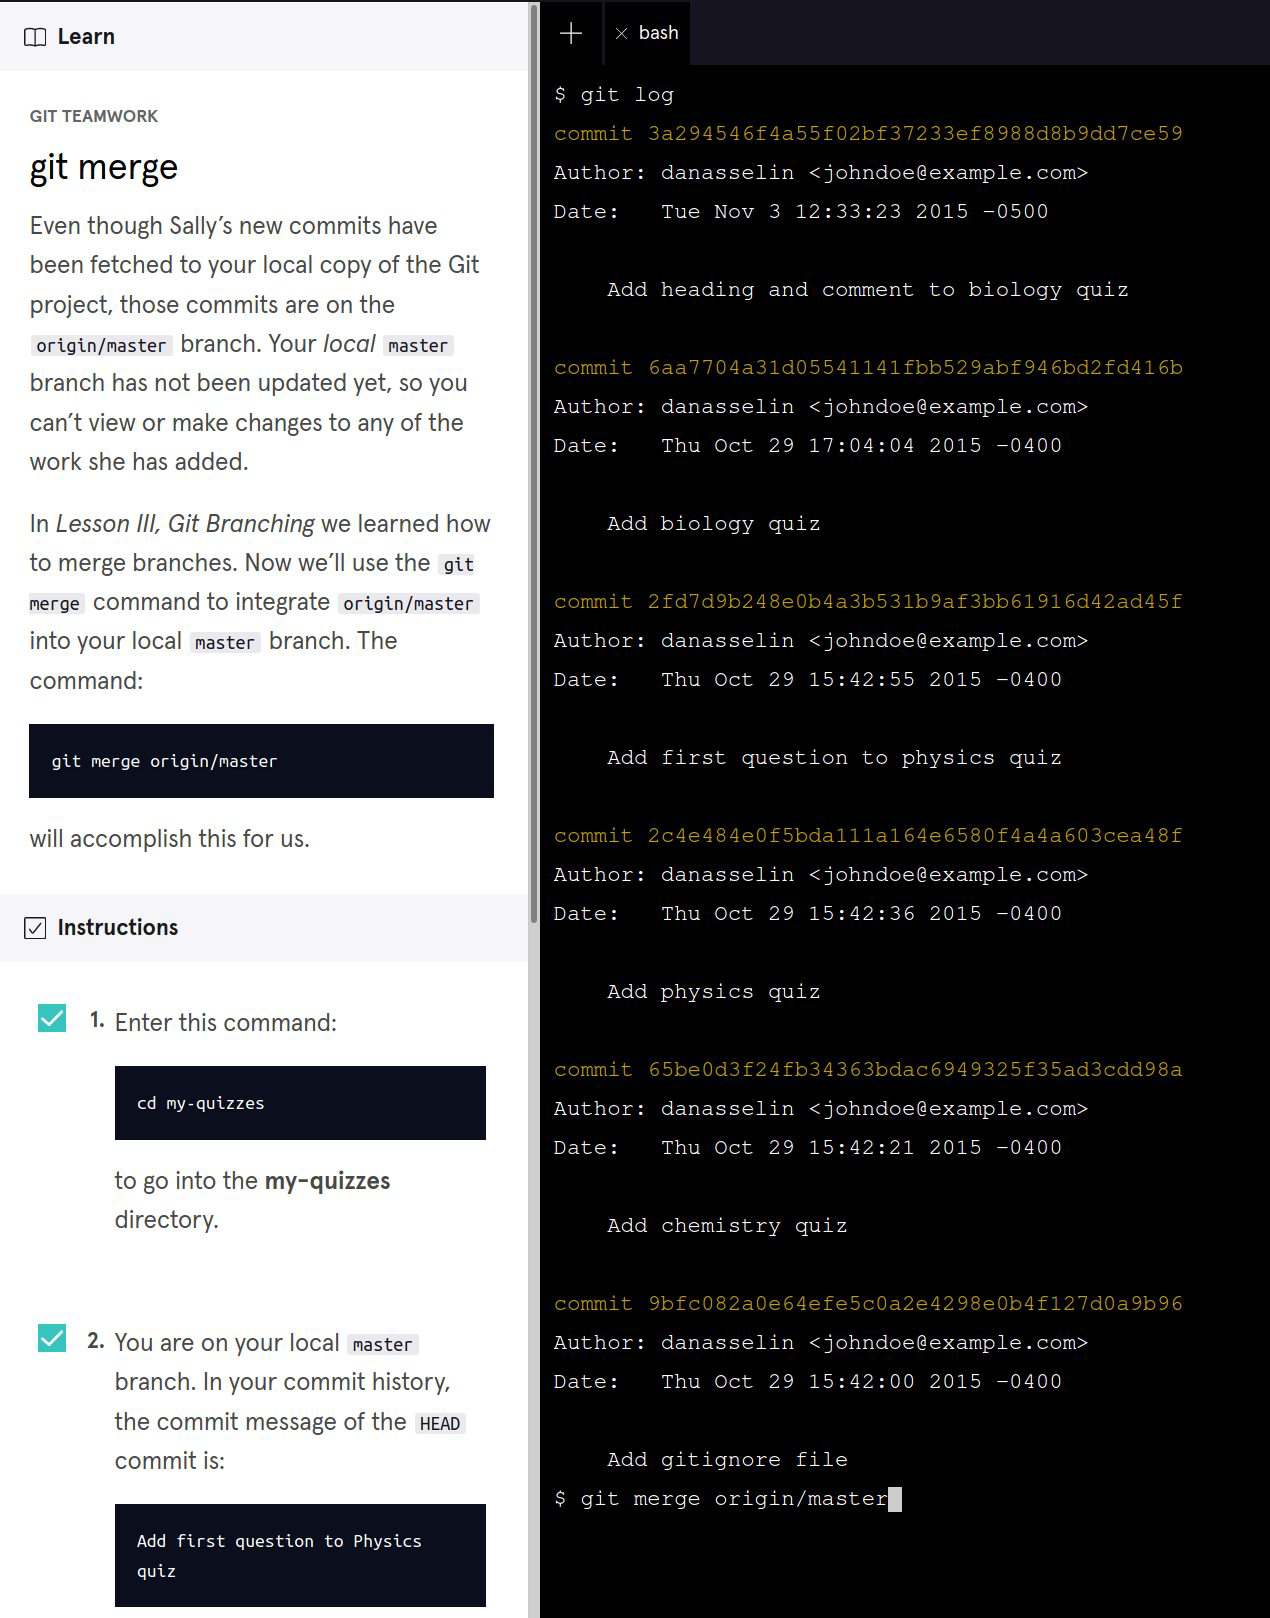 Learn
GIT TEAMWORK
git merge
Even though Sally’s new commits have
been fetched to your local copy of the Git
project, those commits are on the
origin/master branch. Your local master
branch has not been updated yet, so you
can’t view or make changes to any of the
work she has added.
In Lesson III, Git Branching we learned how
to merge branches. Now we’ll use the git
merge command to integrate origin/master
into your local master branch. The
command:
git merge origin/master
will accomplish this for us.
Instructions
1. Enter this command:
cd my-quizzes
to go into the my-quizzes
directory.
2. You are on your local master
branch. In your commit history,
the commit message of the HEAD
commit is:
Add first question to Physics
quiz
bash
$ git log
commit 3a294546f4a55f02bf37233ef8988d8b9dd7ce59
Author: danasselin <johndoe@example.com>
Date:   Tue Nov 3 12:33:23 2015 -0500
Add heading and comment to biology quiz
commit 6aa7704a31d05541141fbb529abf946bd2fd416b
Author: danasselin <johndoe@example.com>
Date:   Thu Oct 29 17:04:04 2015 -0400
Add biology quiz
commit 2fd7d9b248e0b4a3b531b9af3bb61916d42ad45f
Author: danasselin <johndoe@example.com>
Date:   Thu Oct 29 15:42:55 2015 -0400
Add first question to physics quiz
commit 2c4e484e0f5bda111a164e6580f4a4a603cea48f
Author: danasselin <johndoe@example.com>
Date:   Thu Oct 29 15:42:36 2015 -0400
Add physics quiz
commit 65be0d3f24fb34363bdac6949325f35ad3cdd98a
Author: danasselin <johndoe@example.com>
Date:   Thu Oct 29 15:42:21 2015 -0400
Add chemistry quiz
commit 9bfc082a0e64efe5c0a2e4298e0b4f127d0a9b96
Author: danasselin <johndoe@example.com>
Date:   Thu Oct 29 15:42:00 2015 -0400
Add gitignore file
$ git merge origin/master